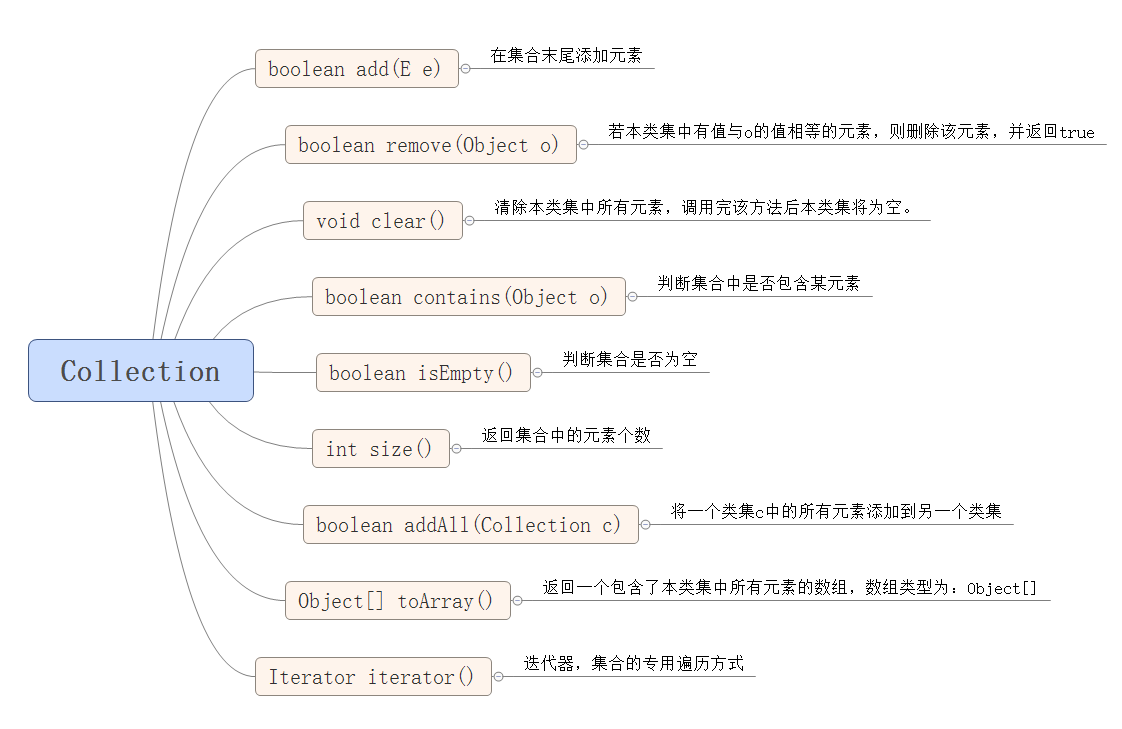 boolean add(E e)
在集合末尾添加元素
boolean remove(Object o)
若本类集中有值与o的值相等的元素，则删除该元素，并返回true
void clear()
清除本类集中所有元素，调用完该方法后本类集将为空。
boolean contains(Object o)
判断集合中是否包含某元素
Collection
boolean isEmpty()
判断集合是否为空
int size()
返回集合中的元素个数
boolean addAll(Collection c)
将一个类集c中的所有元素添加到另一个类集
Object[] toArray()
返回一个包含了本类集中所有元素的数组，数组类型为：Object[]
Iterator iterator()
迭代器，集合的专用遍历方式